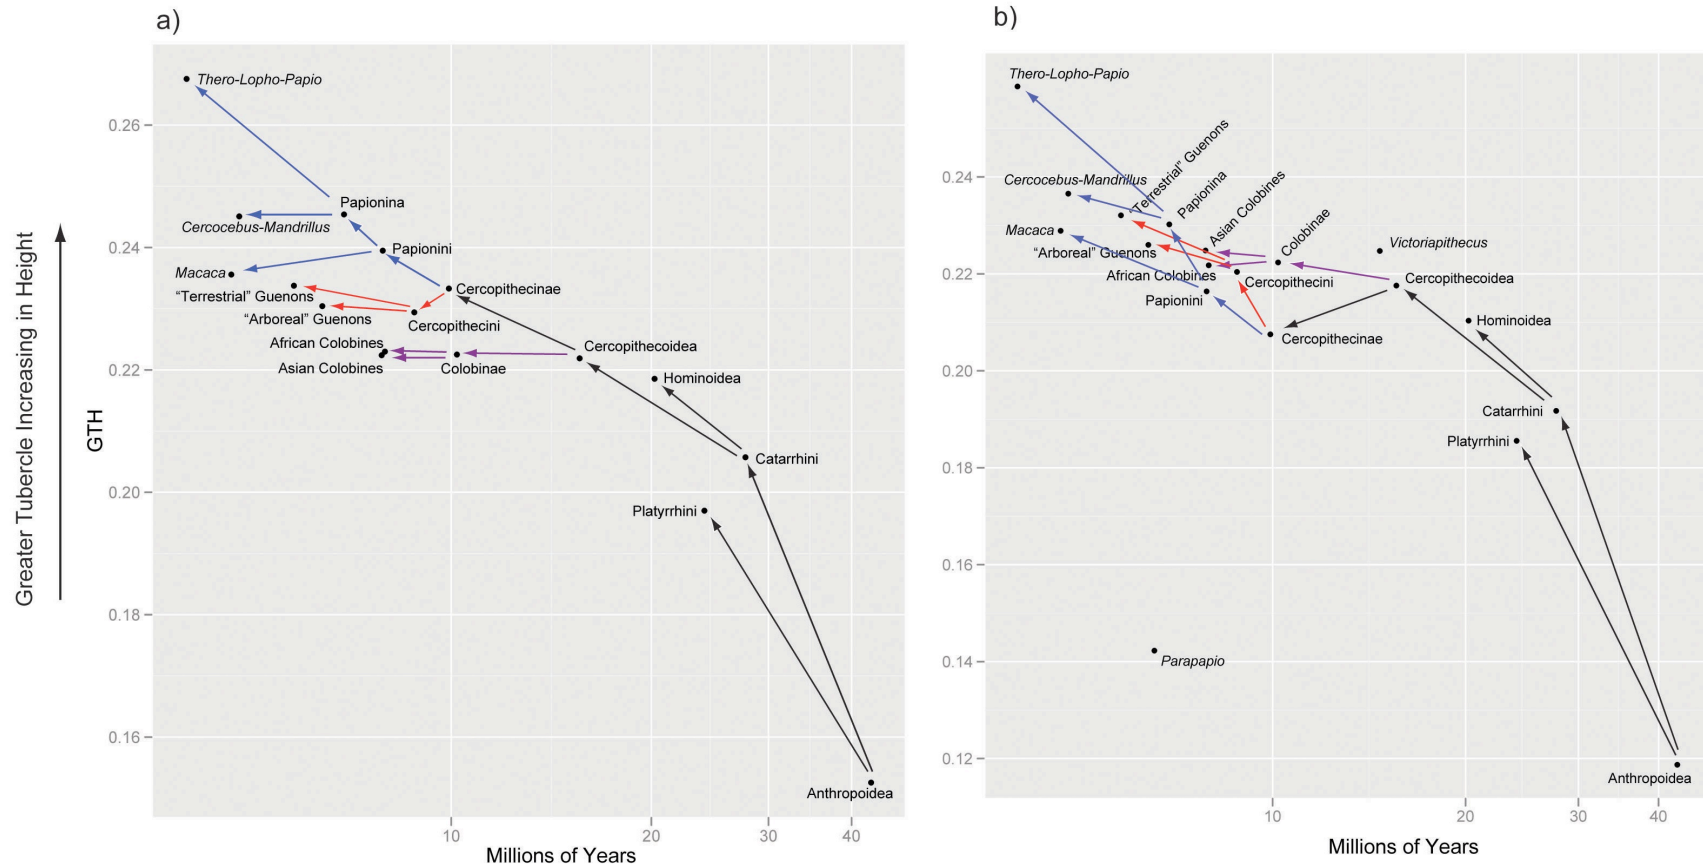 a)
Greater Tubercle Increasing in Height
GTH
0.26
0.24
0.22
0.20
0.18
0.16
Thero-Lopho-Papio
Papionina
Cercocebus-Mandrillus
Papionini
Macaca
“Terrestrial” Guenons
Cercopithecinae
“Arboreal” Guenons
Cercopithecini
African Colobines
Cercopithecoidea
Asian Colobines
Colobinae
Hominoidea
Catarrhini
Platyrrhini
Anthropoidea
10
20
30
40
Millions of Years
b)
0.24
0.22
0.20
0.18
0.16
0.14
0.12
Thero-Lopho-Papio
Terrestrial” Guenons
Cercocebus-Mandrillus
Papionina
Asian Colobines
Colobinae
Macaca
“Arboreal” Guenons
Victoriapithecus
African Colobines
Cercopithecini
Cercopithecoidea
Papionini
Hominoidea
Cercopithecinae
Catarrhini
Platyrrhini
Parapapio
Anthropoidea
10
20
30
40
Millions of Years